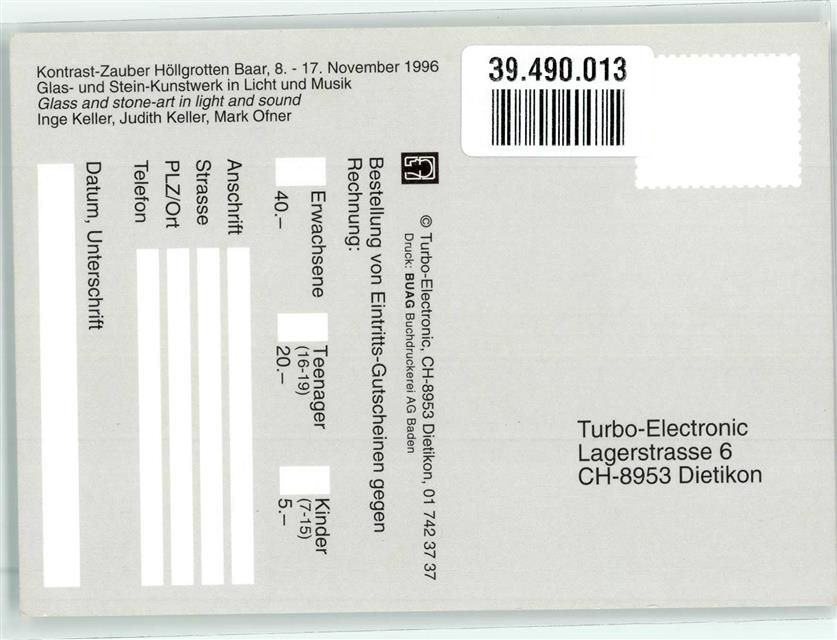 Kontrast-Zauber Höllgrotten Baar, 8. - 17. November 1996
Glas- und Stein-Kunstwerk in Licht und Musik
Glass and stone-art in light and sound
Inge Keller, Judith Keller, Mark Ofner
39.490.013
© Turbo-Electronic, CH-8953 Dietikon, 01 742 37 37
Druck: BUAG Buchdruckerei AG Baden
Bestellung von Eintritts-Gutscheinen gegen
Rechnung:
Erwachsene
40.–
Teenager
(16-19)
20.–
Kinder
(7-15)
5.–
Anschrift
Strasse
PLZ/Ort
Telefon
Datum, Unterschrift
Turbo-Electronic
Lagerstrasse 6
CH-8953 Dietikon